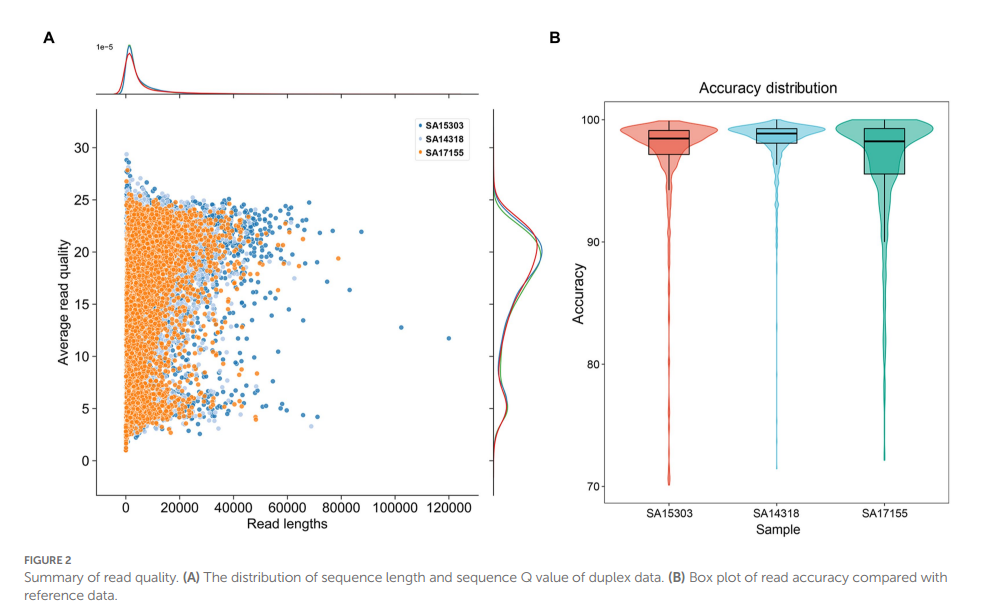 A
B
1e−5
Accuracy distribution
SA15303
SA14318
SA17155
30
25
20
15
10
5
0
Average read quality
0 20000 40000 60000 80000 100000 120000
Read lengths
100
90
80
70
Accuracy
SA15303 SA14318 SA17155
Sample
FIGURE 2
Summary of read quality. (A) The distribution of sequence length and sequence Q value of duplex data. (B) Box plot of read accuracy compared with
reference data.